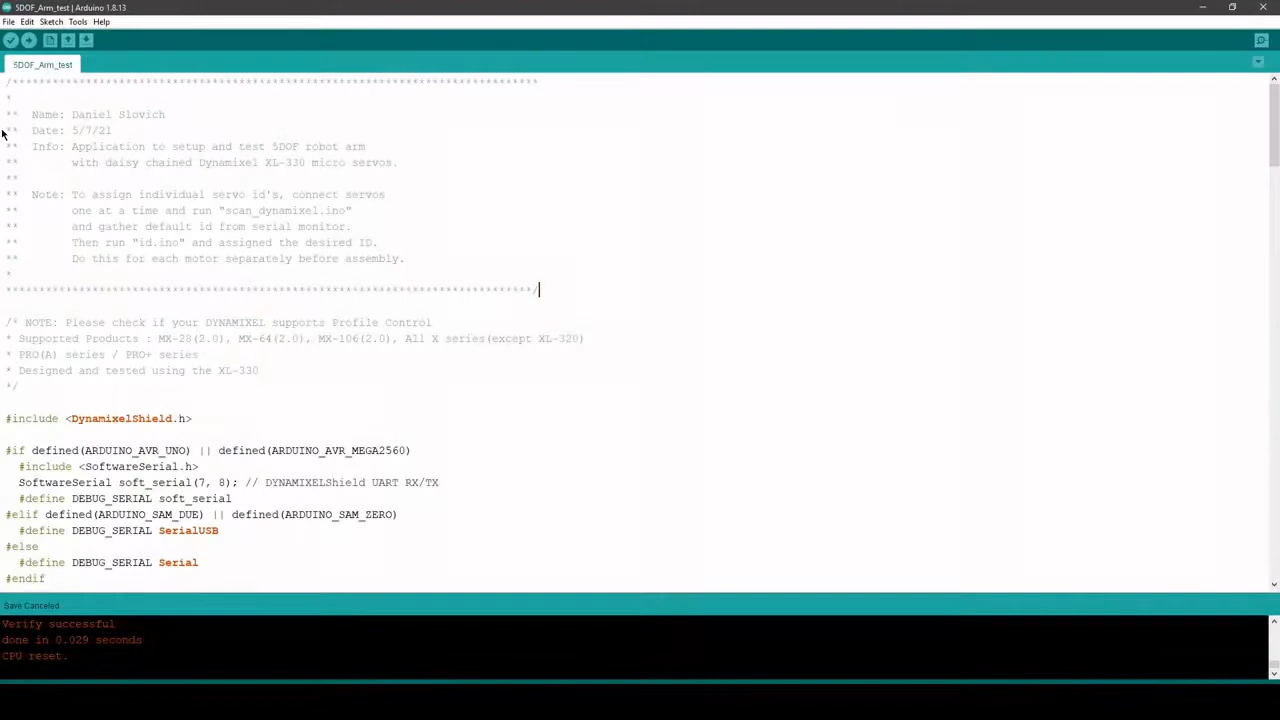 5DOF_Arm_test | Arduino 1.8.13
File Edit Sketch Tools Help
5DOF_Arm_test
/*******************************************************************************
*
**  Name: Daniel Slovich
**  Date: 5/7/21
**  Info: Application to setup and test 5DOF robot arm
**        with daisy chained Dynamixel XL-330 micro servos.
**
**  Note: To assign individual servo id's, connect servos
**        one at a time and run "scan_dynamixel.ino"
**        and gather default id from serial monitor.
**        Then run "id.ino" and assigned the desired ID.
**        Do this for each motor separately before assembly.
*
*******************************************************************************/
/* NOTE: Please check if your DYNAMIXEL supports Profile Control
* Supported Products : MX-28(2.0), MX-64(2.0), MX-106(2.0), All X series(except XL-320)
* PRO(A) series / PRO+ series
* Designed and tested using the XL-330
*/
#include <DynamixelShield.h>
#if defined(ARDUINO_AVR_UNO) || defined(ARDUINO_AVR_MEGA2560)
  #include <SoftwareSerial.h>
  SoftwareSerial soft_serial(7, 8); // DYNAMIXELShield UART RX/TX
  #define DEBUG_SERIAL soft_serial
#elif defined(ARDUINO_SAM_DUE) || defined(ARDUINO_SAM_ZERO)
  #define DEBUG_SERIAL SerialUSB
#else
  #define DEBUG_SERIAL Serial
#endif
Save Canceled.
Verify successful
done in 0.029 seconds
CPU reset.